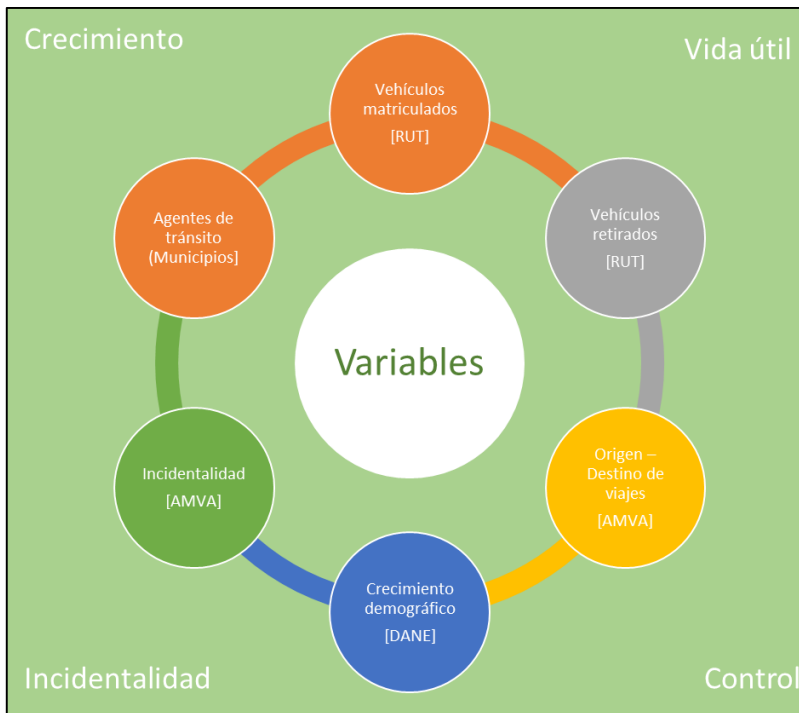 Crecimiento
Vida útil
Vehículos
matriculados
[RUT]
Agentes de
tránsito
(Municipios]
Vehículos
retirados
[RUT]
Variables
Incidentalidad
[AMVA]
Origen –
Destino de
viajes
[AMVA]
Crecimiento
demográfico
[DANE]
Incidentalidad
Control